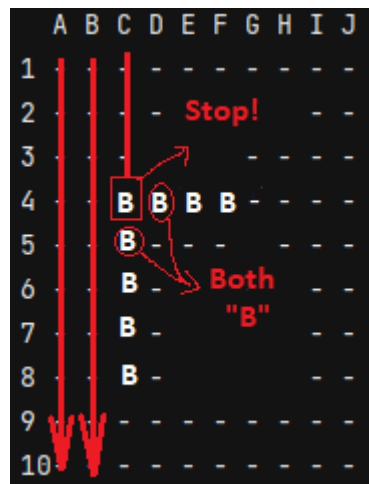 A B C D E F G H I J
1 - - - - - - - - - -
2 - - - - Stop! - -
3 - - - - - - - -
4 - - B B B B - - - -
5 - - B - - - - - -
6 - - B - Both - -
7 - - B - "B" - -
8 - - B - - -
9 - - - - - - - - - -
10 - - - - - - - - - -